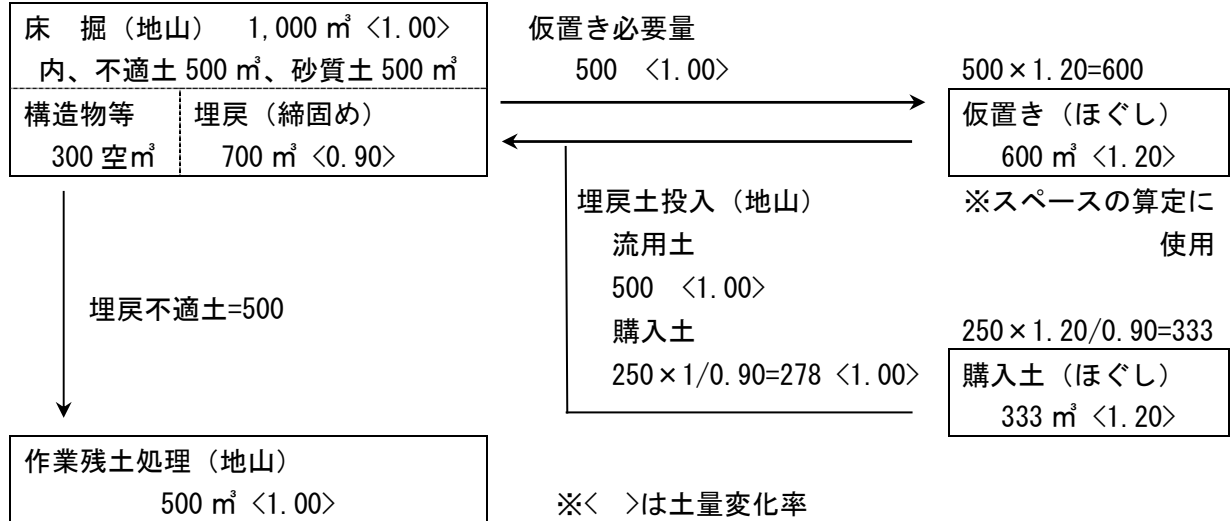 床　掘（地山）　1,000 ㎥ <1.00>
内、不適土 500 ㎥、砂質土 500 ㎥
構造物等
300 空㎥
埋戻（締固め）
700 ㎥ <0.90>
仮置き必要量
500　<1.00>
500×1.20=600
仮置き（ほぐし）
600 ㎥ <1.20>
※スペースの算定に
使用
埋戻土投入（地山）
流用土
500　<1.00>
購入土
250×1/0.90=278 <1.00>
250×1.20/0.90=333
購入土（ほぐし）
333 ㎥ <1.20>
埋戻不適土=500
作業残土処理（地山）
500 ㎥ <1.00>
※<　>は土量変化率